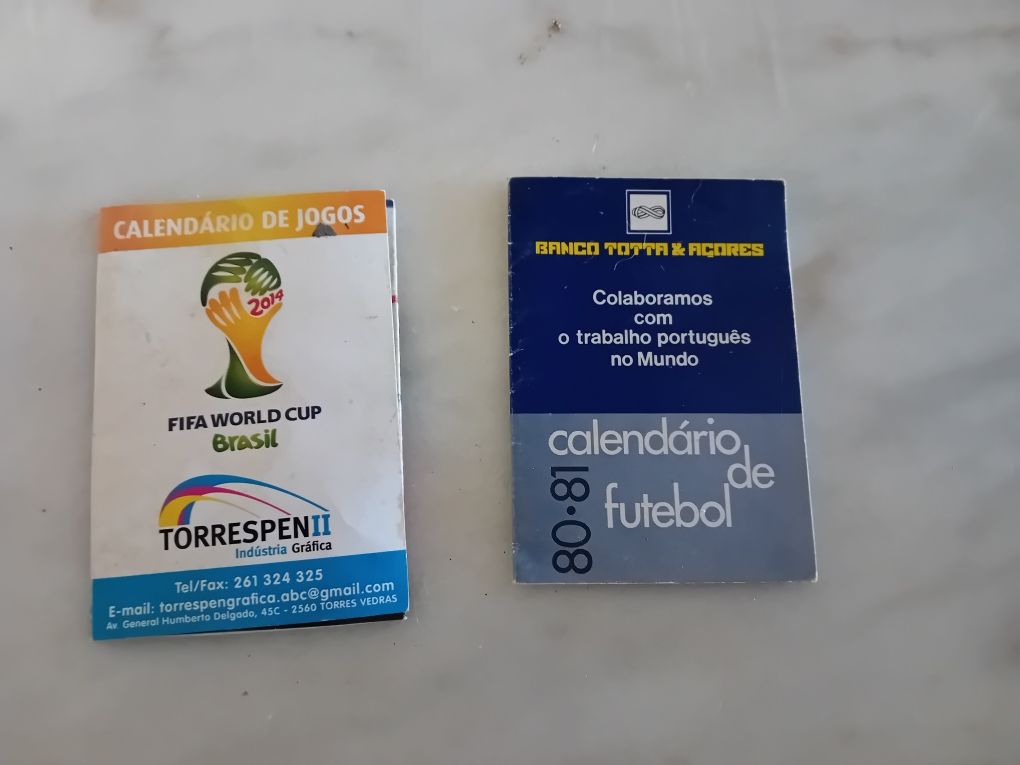 CALENDÁRIO DE JOGOS
2014
FIFA WORLD CUP
Brasil
TORRESPENII
Indústria Gráfica
Tel/Fax: 261 324 325
E-mail: torrespengrafica.abc@gmail.com
Av. General Humberto Delgado, 45C - 2560 TORRES VEDRAS
BANCO TOTTA & AÇORES
Colaboramos
com
o trabalho português
no Mundo
calendário
de
futebol
80•81